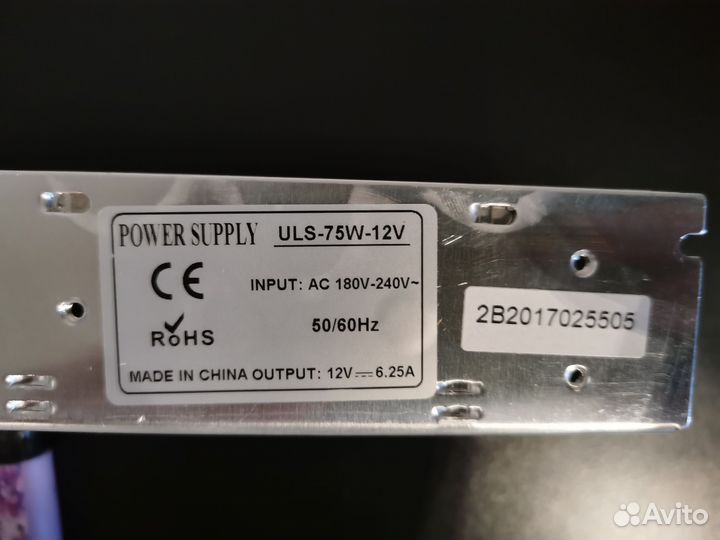 POWER SUPPLY ULS-75W-12V
CE
INPUT: AC 180V-240V~
RoHS
50/60Hz
MADE IN CHINA OUTPUT: 12V⎓6.25A
2B2017025505
Avito